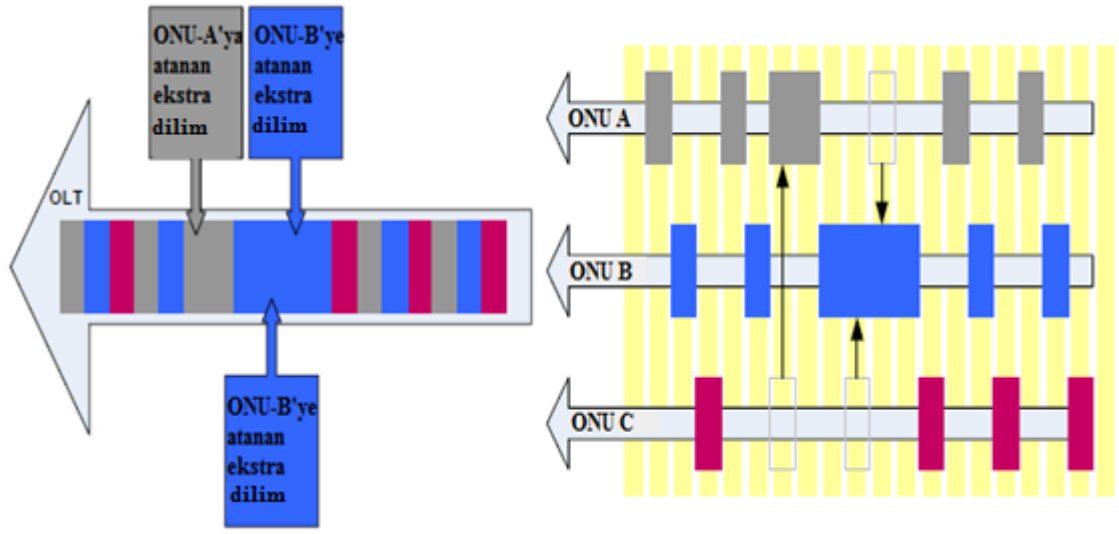 ONU-A'ya
atanan
ekstra
dilim
ONU-B'ye
atanan
ekstra
dilim
OLT
ONU-B'ye
atanan
ekstra
dilim
ONU A
ONU B
ONU C